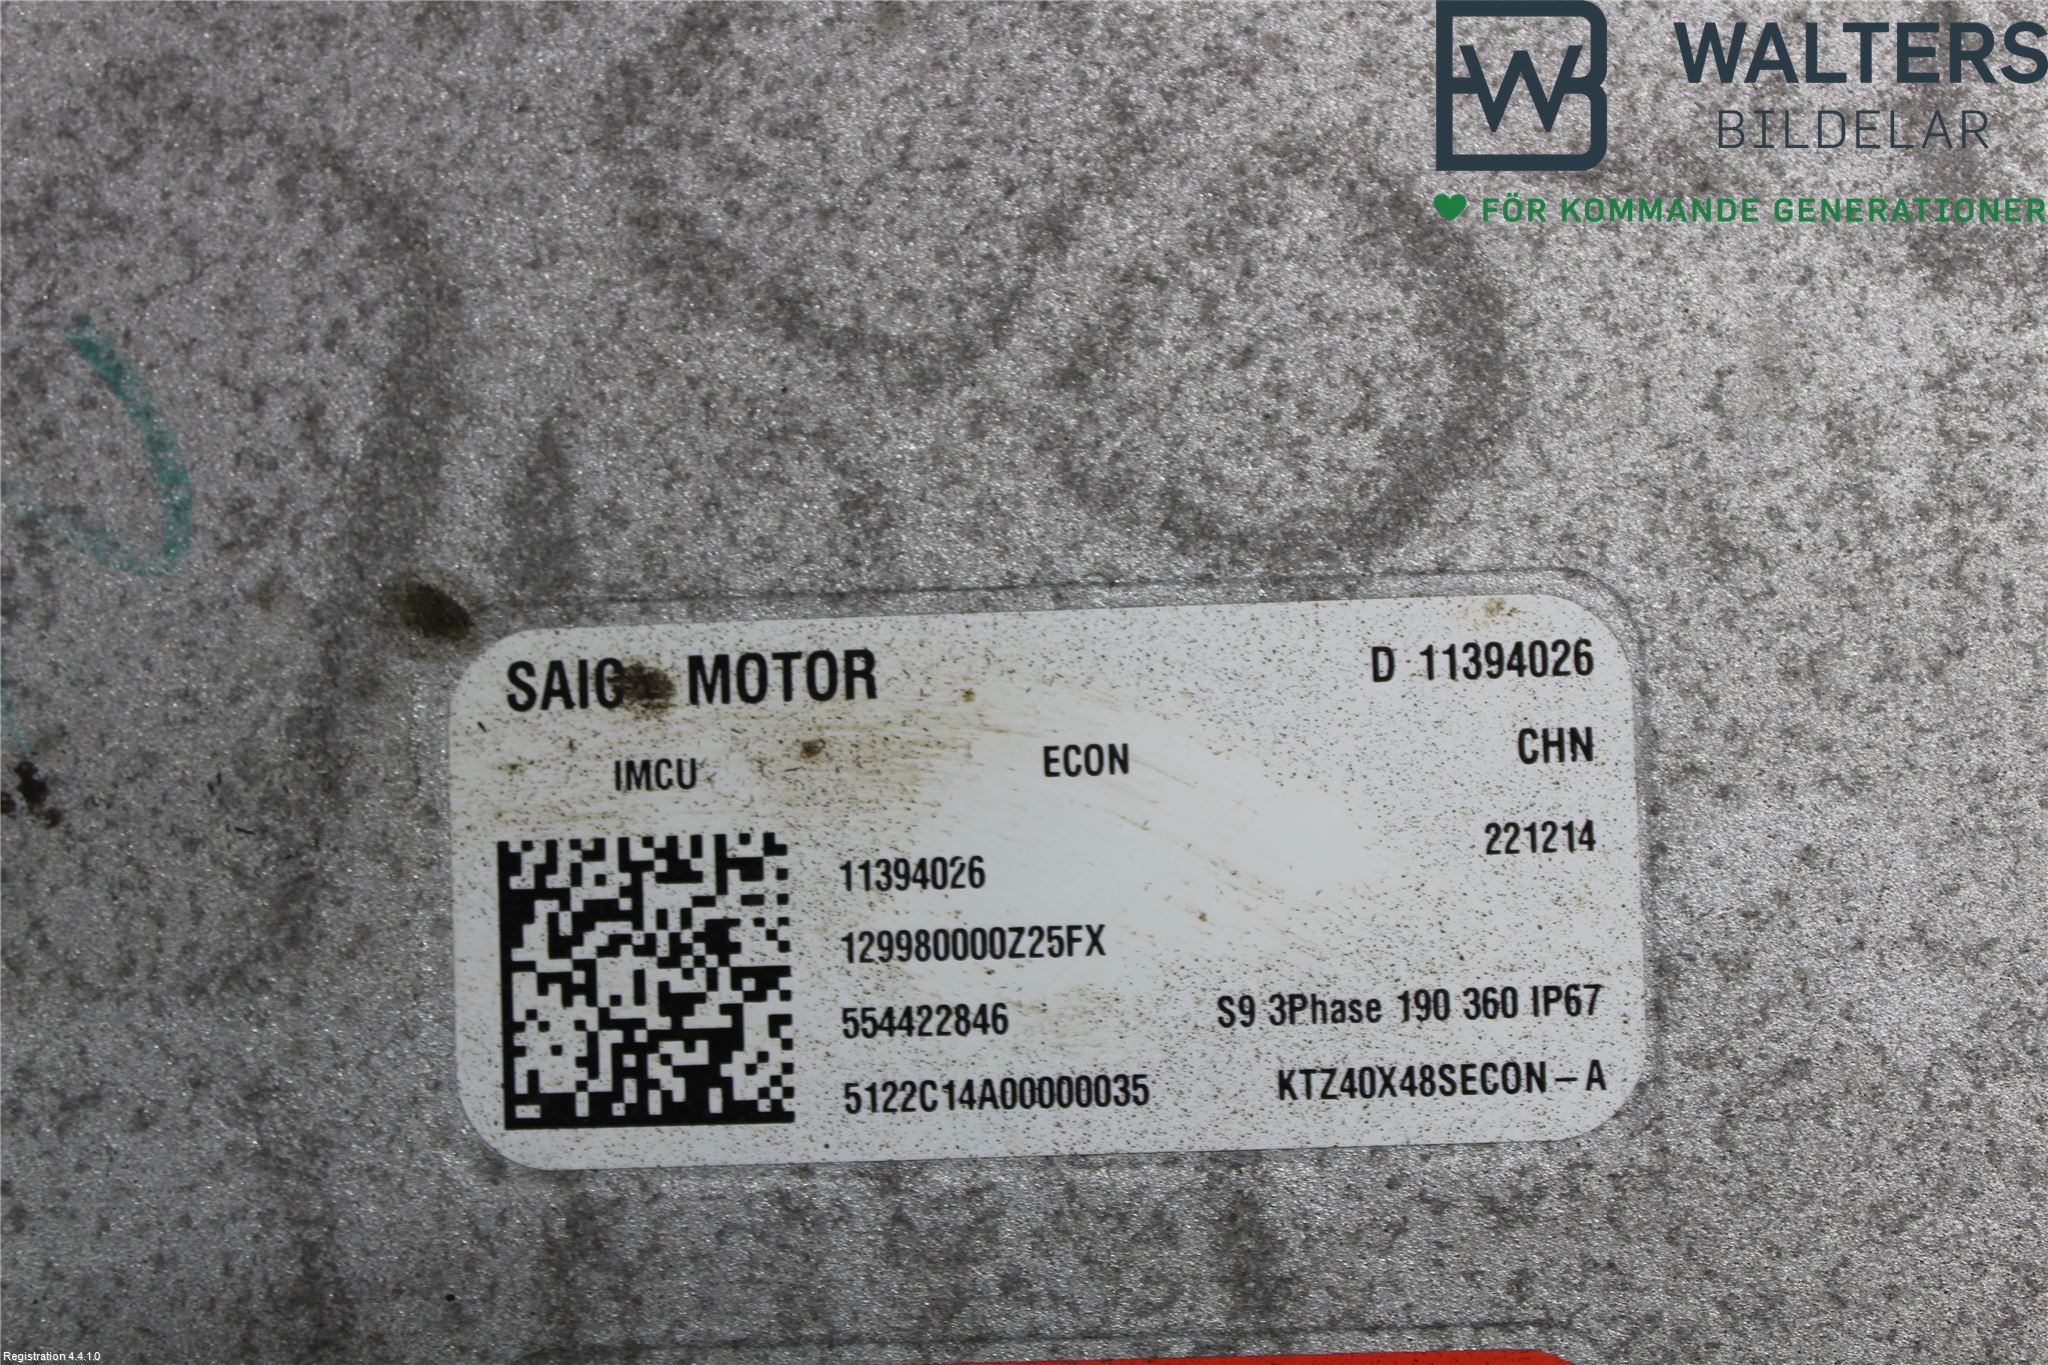 WALTERS
BILDELAR
FÖR KOMMANDE GENERATIONER
SAIC MOTOR
D 11394026
IMCU
ECON
CHN
221214
11394026
129980000Z25FX
554422846
S9 3Phase 190 360 IP67
5122C14A00000035
KTZ40X48SECON-A
Registration 4.4.1.0